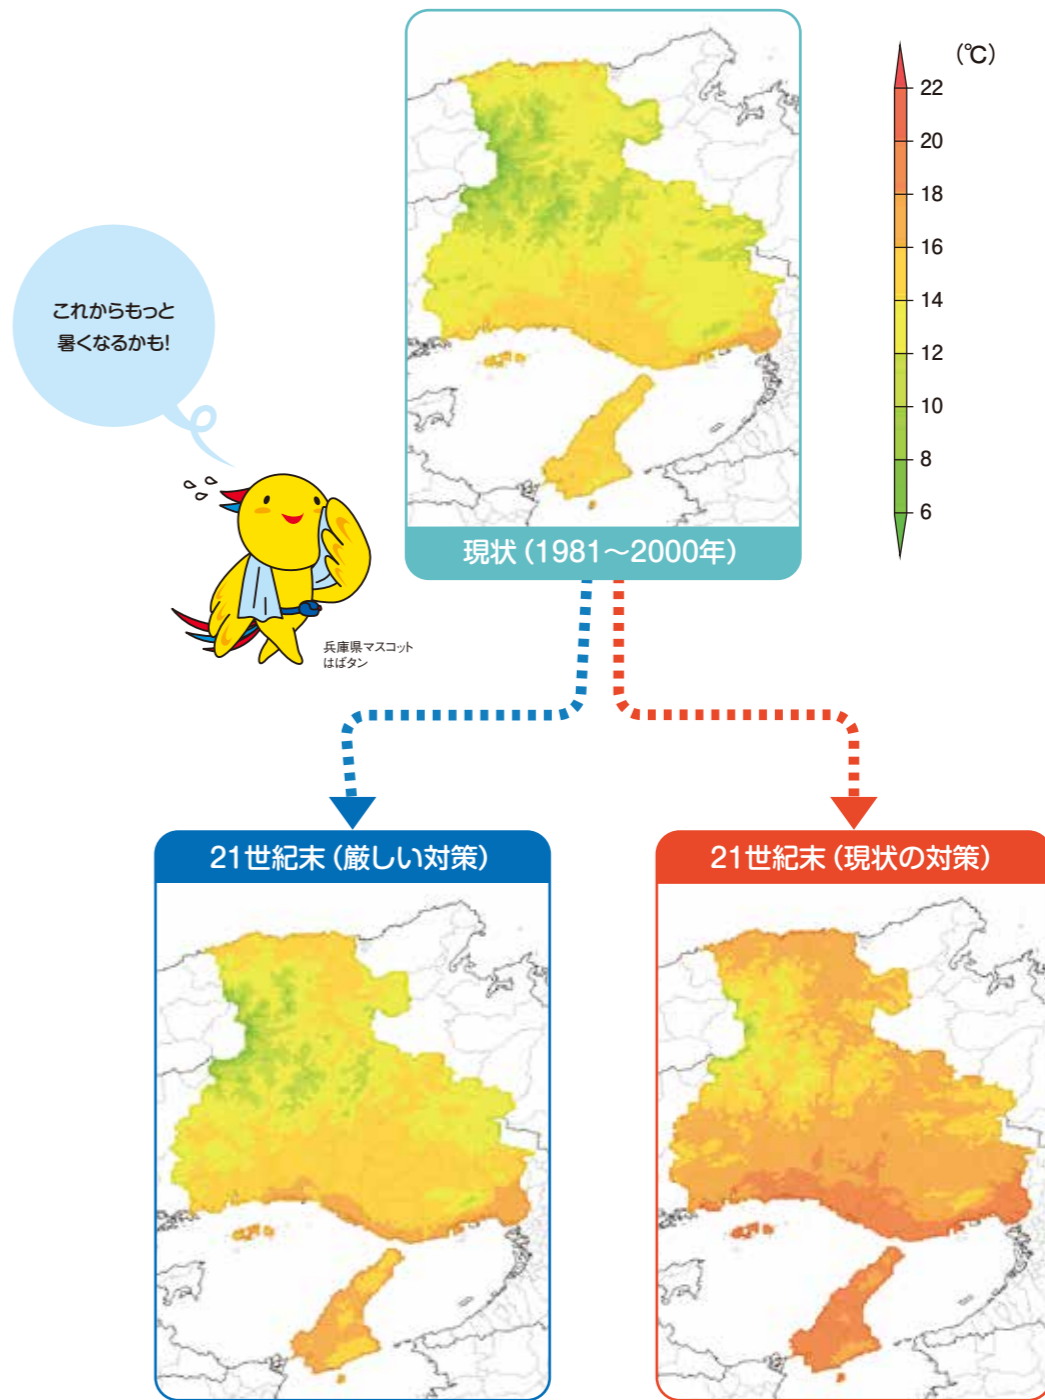 (℃)
22
20
18
16
14
12
10
8
6
これからもっと
暑くなるかも!
現状（1981～2000年）
兵庫県マスコット
はばタン
21世紀末（厳しい対策）
21世紀末（現状の対策）